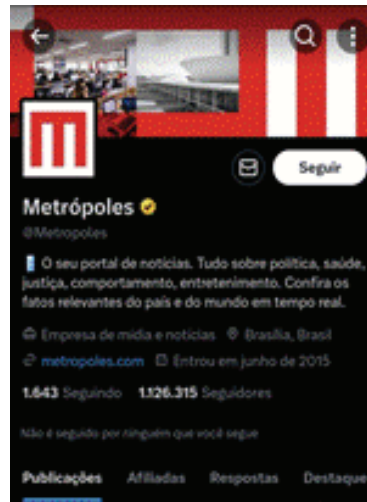 Seguir
Metrópoles
@Metropoles
O seu portal de notícias. Tudo sobre política, saúde,
justiça, comportamento, entretenimento. Confira os
fatos relevantes do país e do mundo em tempo real.
Empresa de mídia e notícias Brasília, Brasil
metropoles.com Entrou em junho de 2015
1.643 Seguindo 1.126.315 Seguidores
Não é seguido por ninguém que você segue
Publicações Afiliadas Respostas Destaque